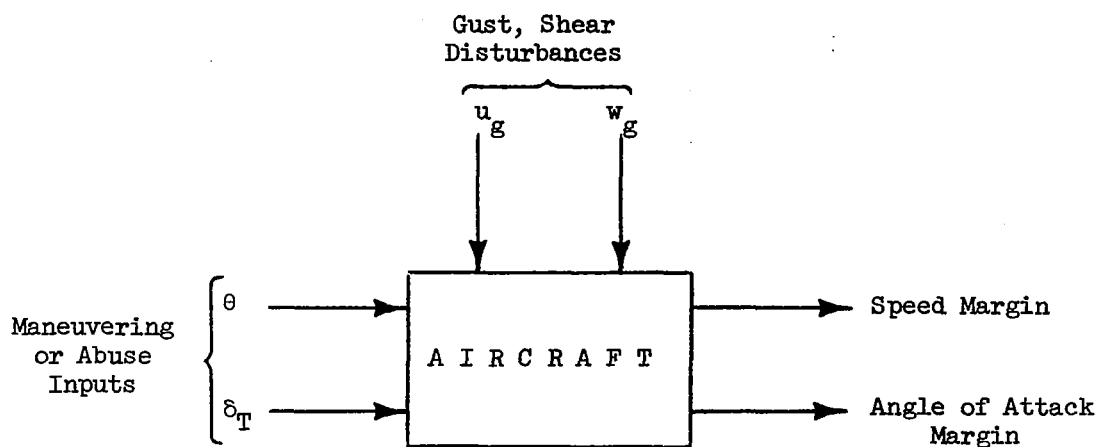 Gust, Shear
Disturbances
u_g
w_g
Maneuvering
or Abuse
Inputs
θ
δ_T
A I R C R A F T
Speed Margin
Angle of Attack
Margin